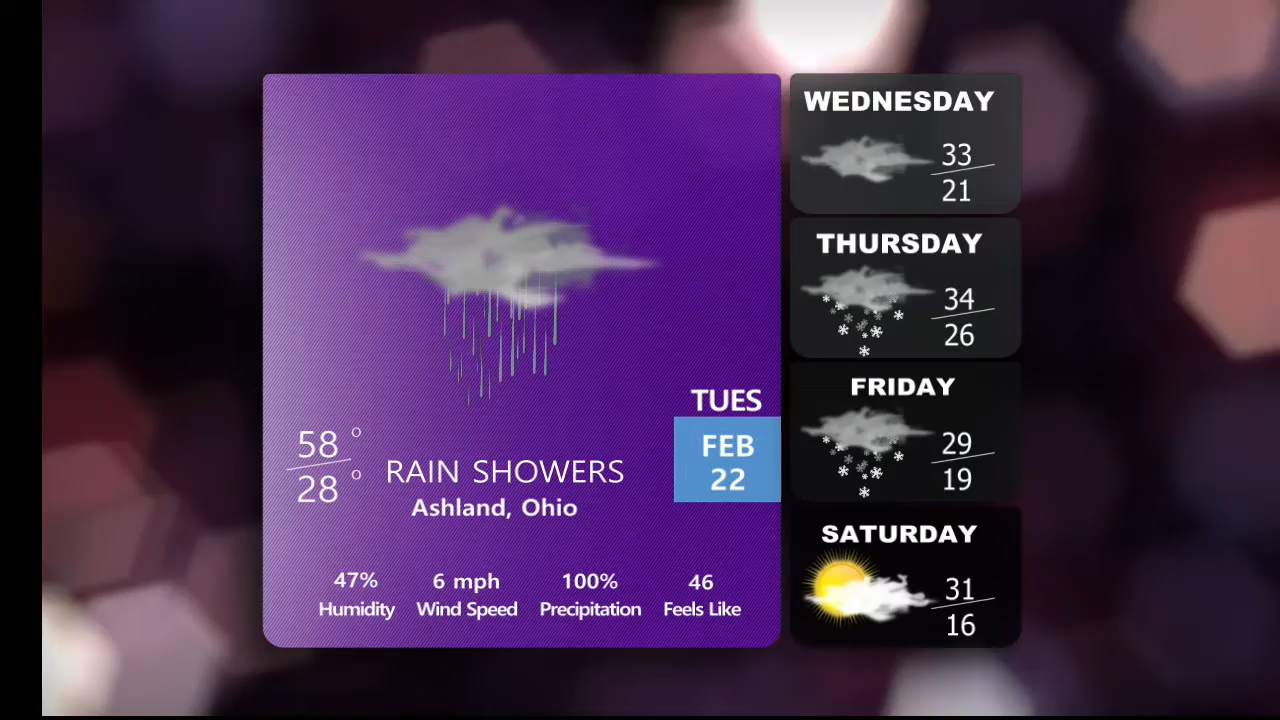 58 °
28 °
RAIN SHOWERS
Ashland, Ohio
TUES
FEB
22
47%
Humidity
6 mph
Wind Speed
100%
Precipitation
46
Feels Like
WEDNESDAY
33
21
THURSDAY
34
26
FRIDAY
29
19
SATURDAY
31
16